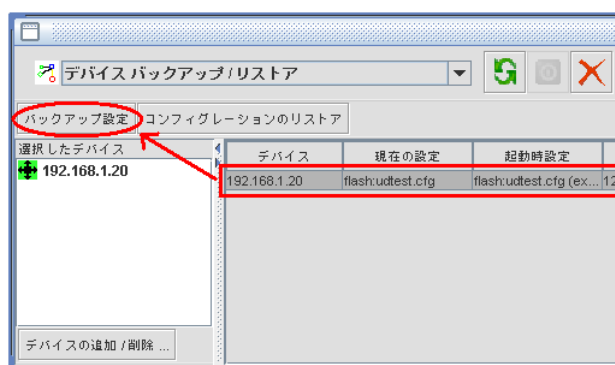 デバイス バックアップ/リストア
バックアップ設定 コンフィグレーションのリストア
選択したデバイス デバイス 現在の設定 起動時設定
192.168.1.20 192.168.1.20 flash:udtest.cfg flash:udtest.cfg (ex... 12
デバイスの追加 /削除 ...